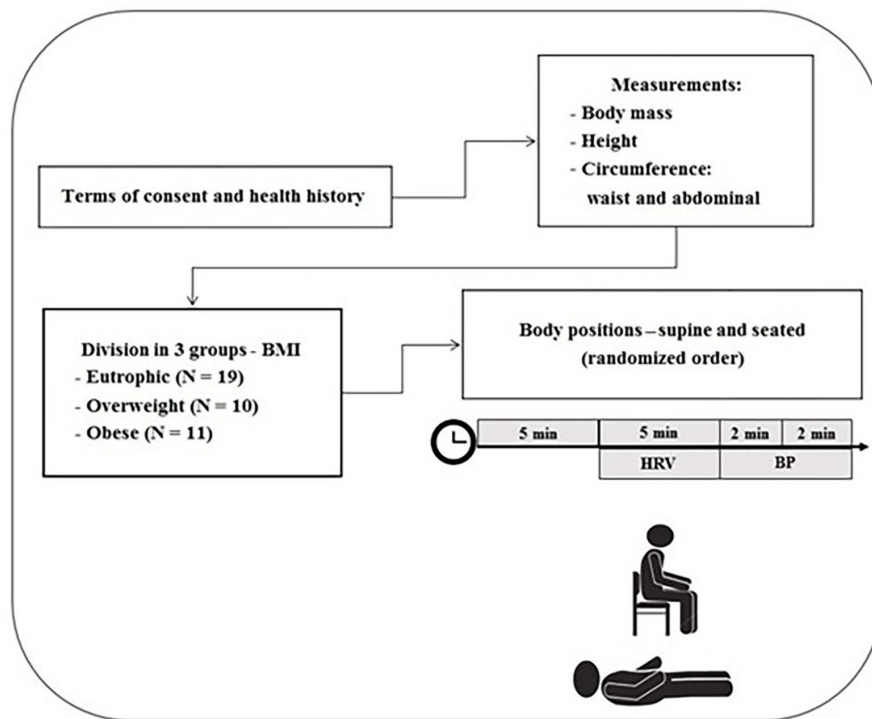 Terms of consent and health history
Measurements:
- Body mass
- Height
- Circumference:
waist and abdominal
Division in 3 groups - BMI
- Eutrophic (N = 19)
- Overweight (N = 10)
- Obese (N = 11)
Body positions – supine and seated
(randomized order)
5 min 5 min 2 min 2 min
HRV BP